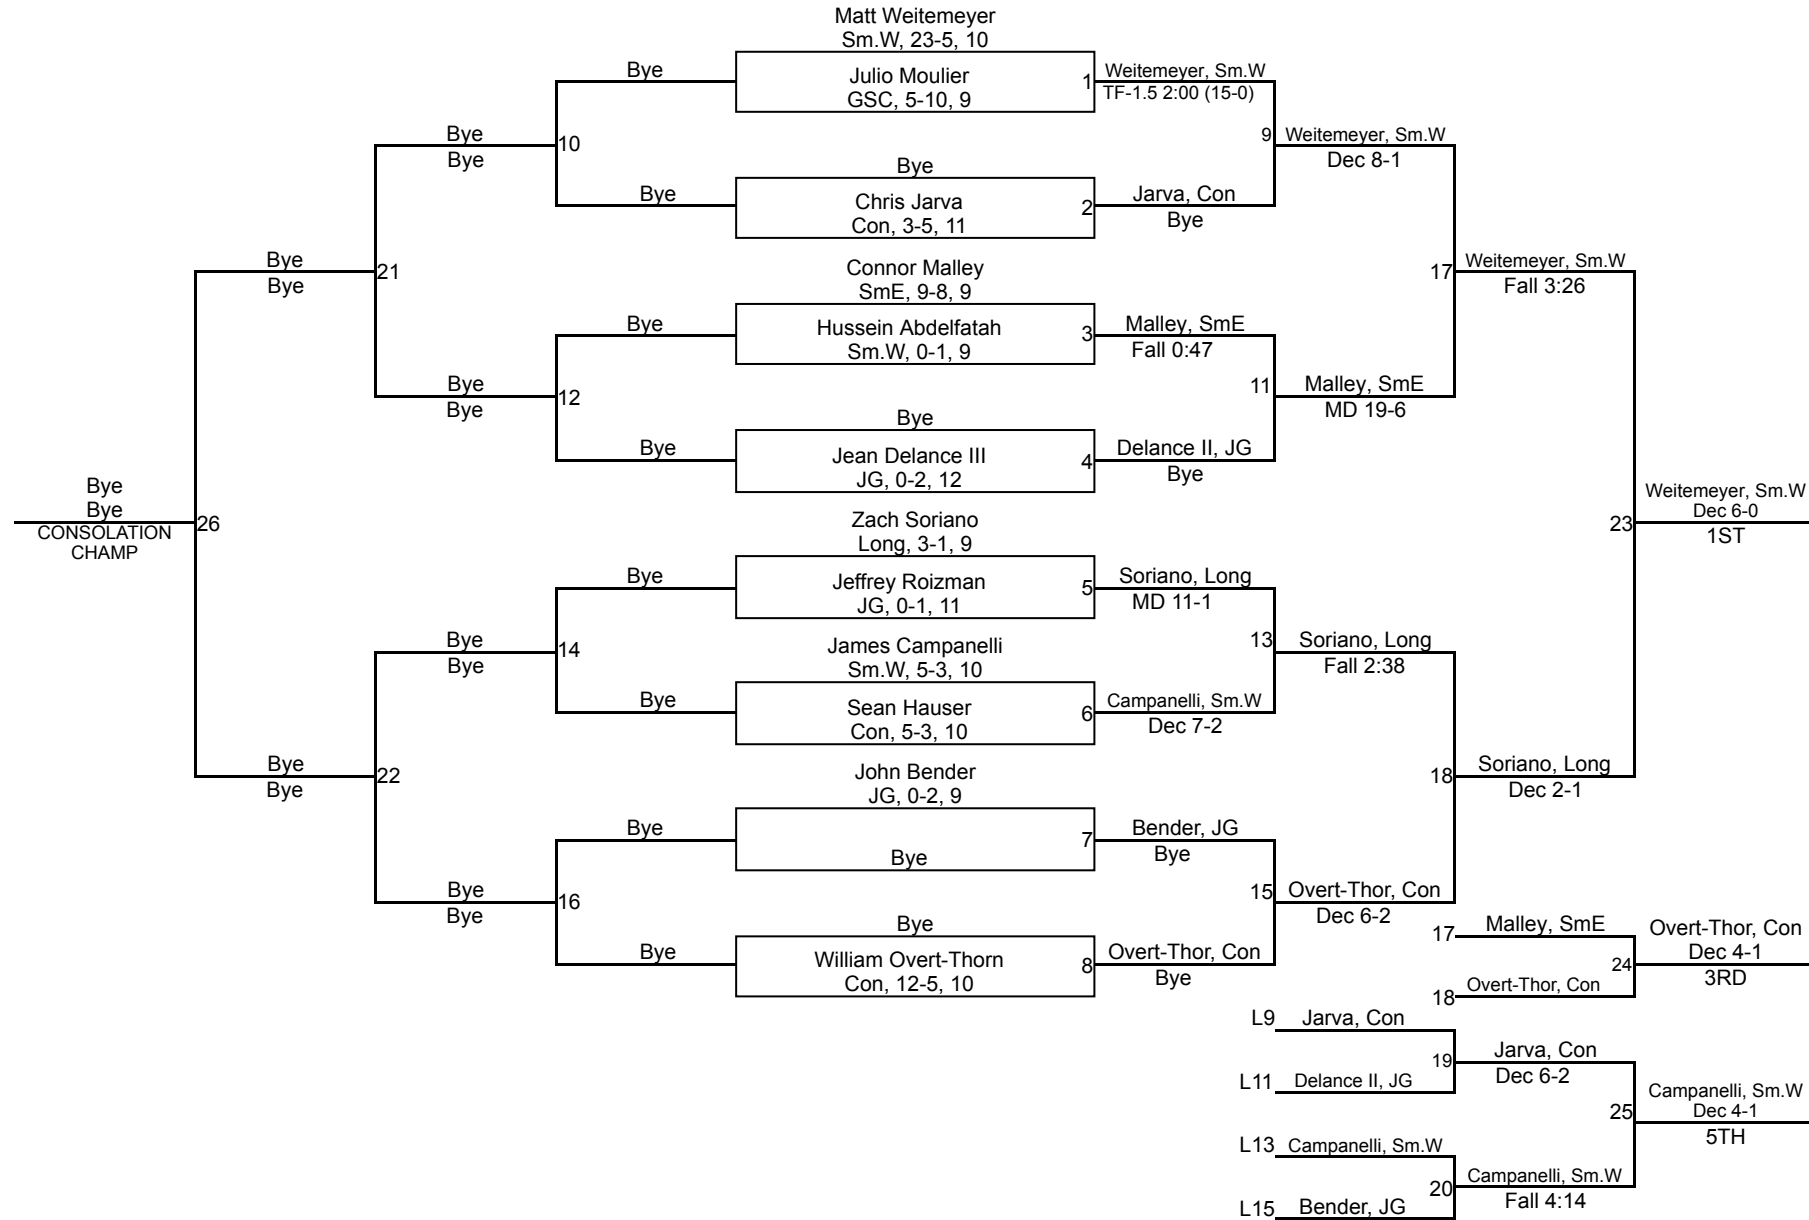 Matt Weitemeyer
Sm.W, 23-5, 10
Bye
Julio Moulier
GSC, 5-10, 9
1
Weitemeyer, Sm.W
TF-1.5 2:00 (15-0)
Bye
Bye
10
9
Weitemeyer, Sm.W
Dec 8-1
Bye
Bye
Chris Jarva
Con, 3-5, 11
2
Jarva, Con
Bye
Bye
Bye
21
Connor Malley
SmE, 9-8, 9
17
Weitemeyer, Sm.W
Fall 3:26
Bye
Hussein Abdelfatah
Sm.W, 0-1, 9
3
Malley, SmE
Fall 0:47
Bye
Bye
12
11
Malley, SmE
MD 19-6
Bye
Bye
Jean Delance III
JG, 0-2, 12
4
Delance II, JG
Bye
Bye
Bye
CONSOLATION
CHAMP
26
Zach Soriano
Long, 3-1, 9
23
Weitemeyer, Sm.W
Dec 6-0
1ST
Bye
Jeffrey Roizman
JG, 0-1, 11
5
Soriano, Long
MD 11-1
Bye
Bye
14
James Campanelli
Sm.W, 5-3, 10
13
Soriano, Long
Fall 2:38
Bye
Sean Hauser
Con, 5-3, 10
6
Campanelli, Sm.W
Dec 7-2
Bye
Bye
22
John Bender
JG, 0-2, 9
18
Soriano, Long
Dec 2-1
Bye
Bye
7
Bender, JG
Bye
Bye
Bye
16
15
Overt-Thor, Con
Dec 6-2
Bye
Bye
William Overt-Thorn
Con, 12-5, 10
8
Overt-Thor, Con
Bye
17
Malley, SmE
18
Overt-Thor, Con
24
Overt-Thor, Con
Dec 4-1
3RD
L9
Jarva, Con
L11
Delance II, JG
19
Jarva, Con
Dec 6-2
L13
Campanelli, Sm.W
L15
Bender, JG
20
Campanelli, Sm.W
Fall 4:14
25
Campanelli, Sm.W
Dec 4-1
5TH